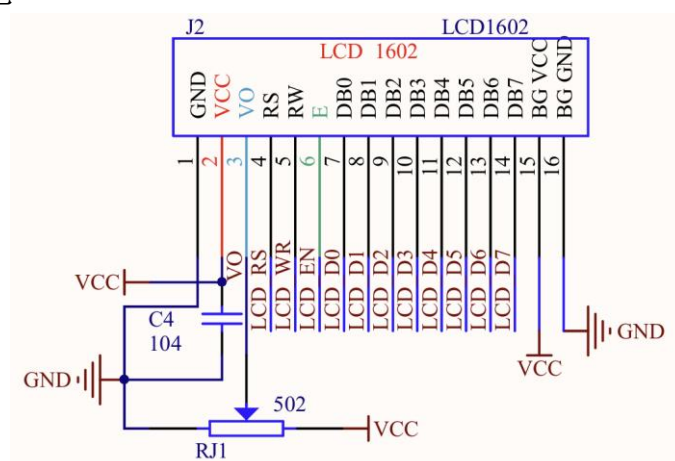 J2 LCD1602
LCD 1602
GND VCC VO RS RW E DB0 DB1 DB2 DB3 DB4 DB5 DB6 DB7 BG VCC BG GND
1 2 3 4 5 6 7 8 9 10 11 12 13 14 15 16
VO LCD RS LCD WR LCD EN LCD D0 LCD D1 LCD D2 LCD D3 LCD D4 LCD D5 LCD D6 LCD D7
VCC
C4
104
GND
VCC
GND
502
VCC
RJ1